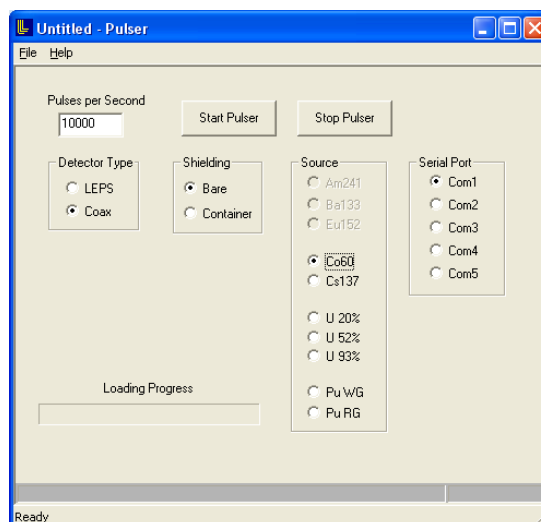 Untitled - Pulser
File Help
Pulses per Second
10000
Start Pulser
Stop Pulser
Detector Type
LEPS
Coax
Shielding
Bare
Container
Source
Am241
Ba133
Eu152
Co60
Cs137
U 20%
U 52%
U 93%
Pu WG
Pu RG
Serial Port
Com1
Com2
Com3
Com4
Com5
Loading Progress
Ready